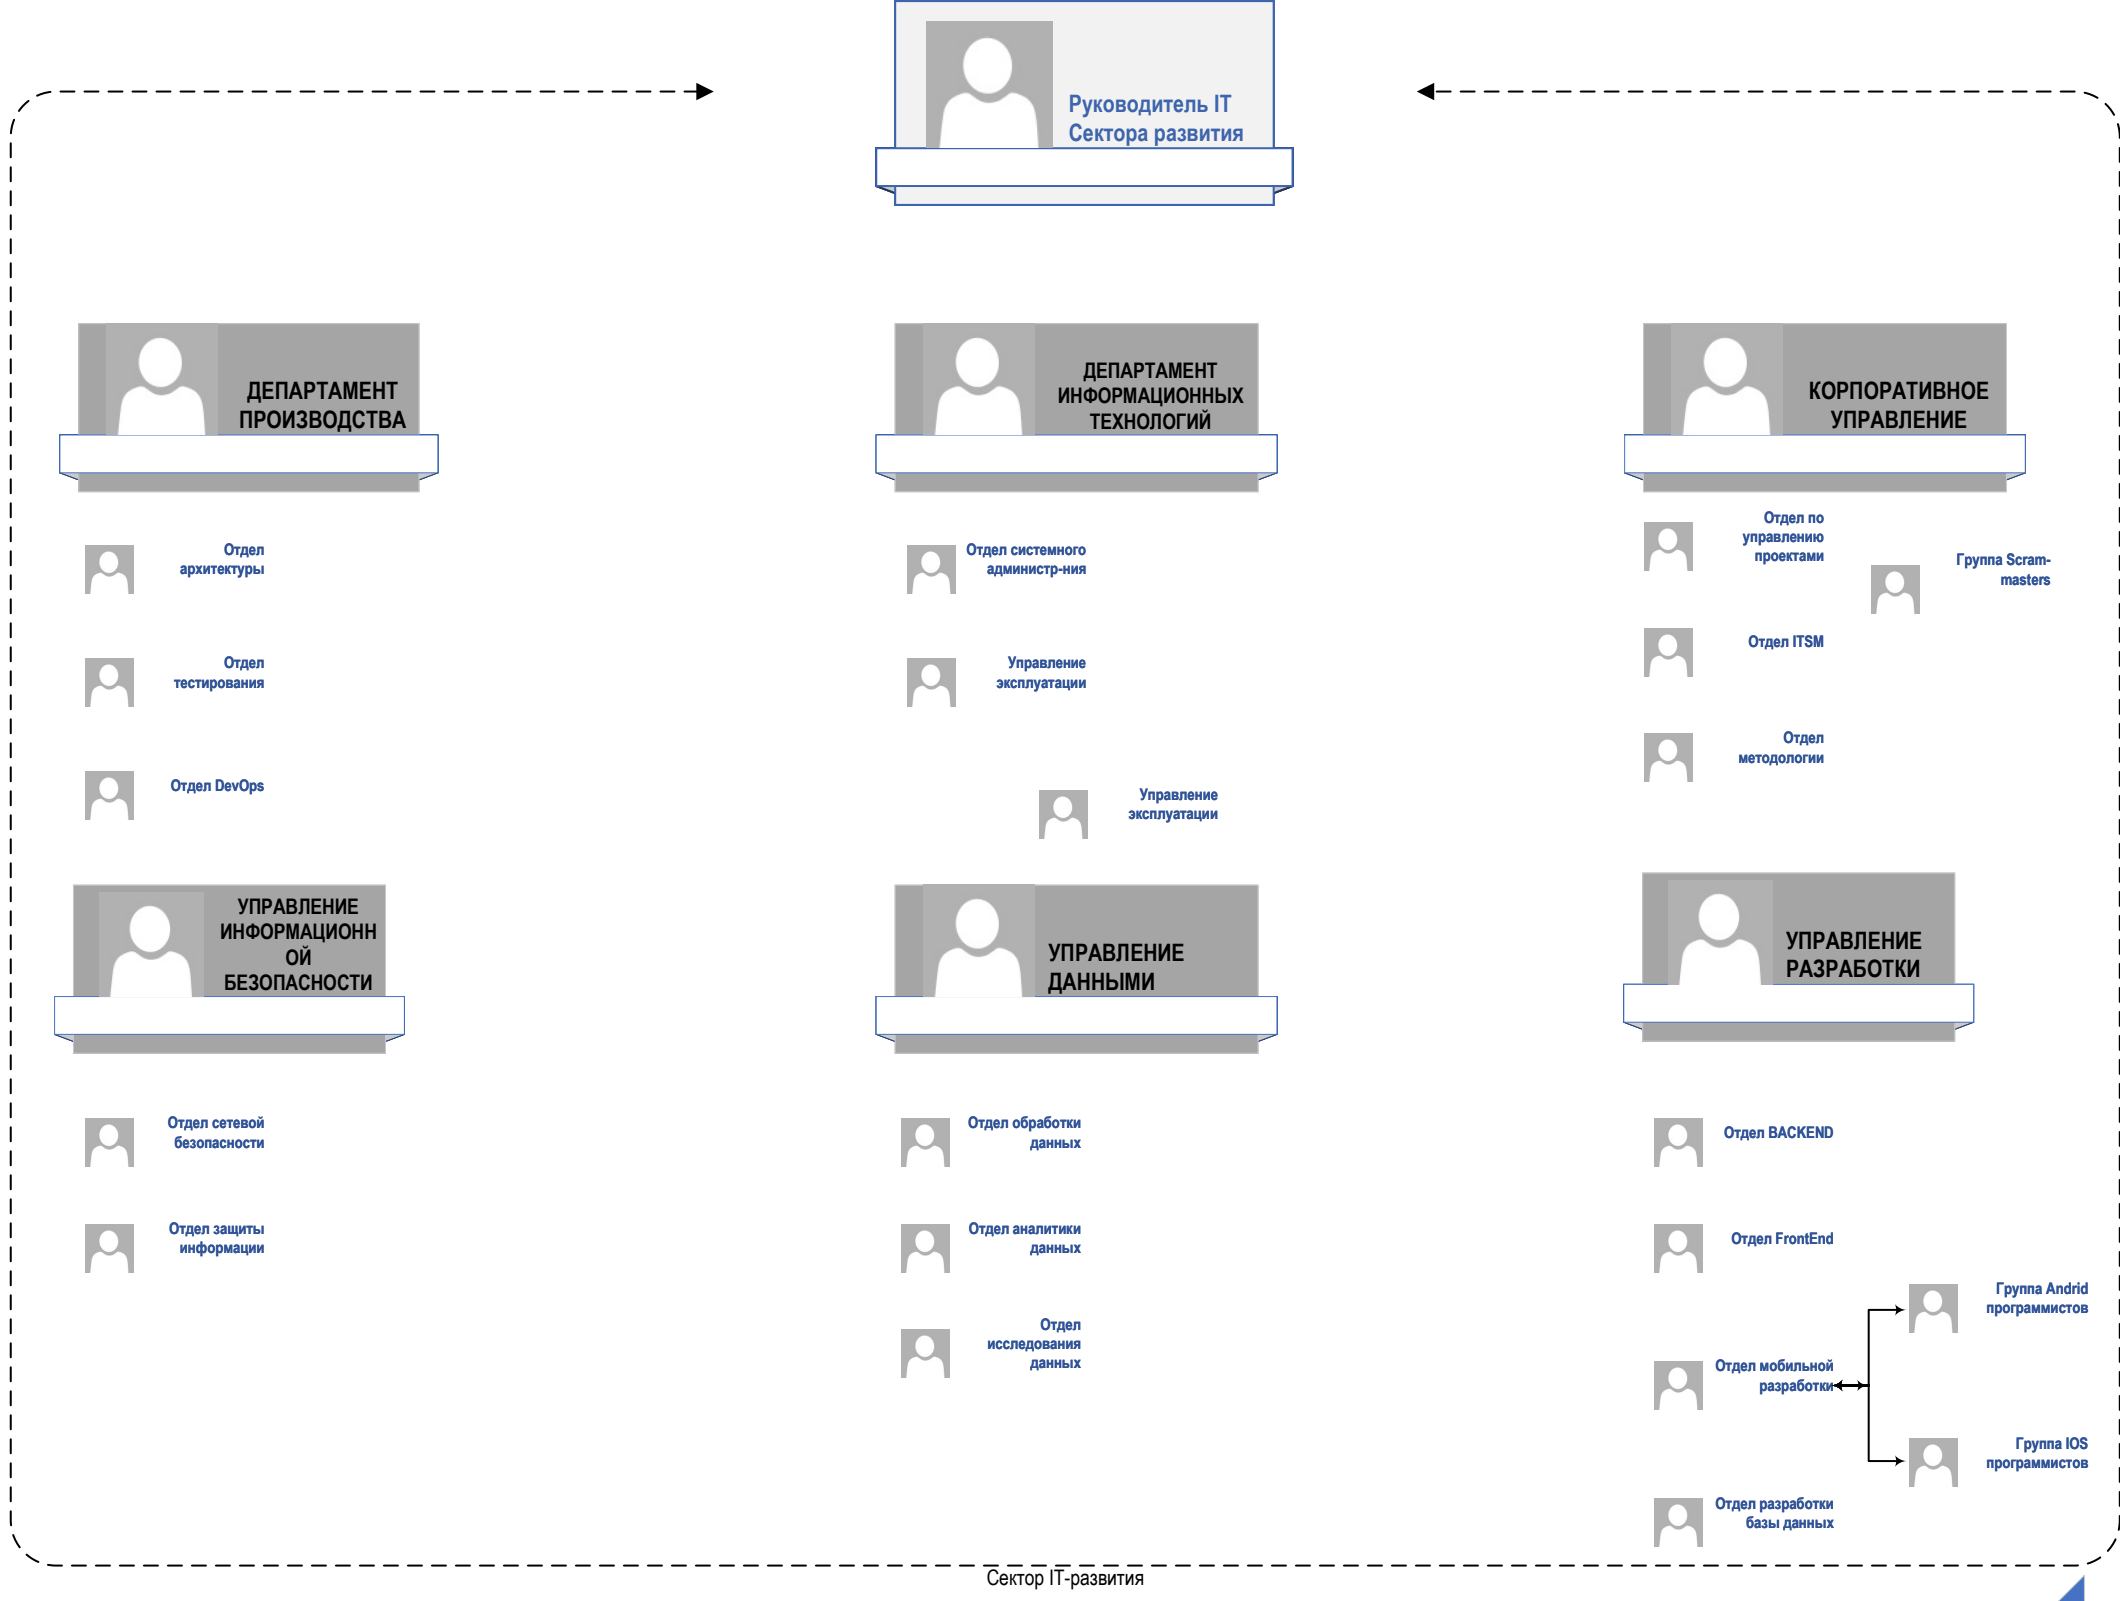 Руководитель IT
Сектора развития
ДЕПАРТАМЕНТ
ПРОИЗВОДСТВА
ДЕПАРТАМЕНТ
ИНФОРМАЦИОННЫХ
ТЕХНОЛОГИЙ
КОРПОРАТИВНОЕ
УПРАВЛЕНИЕ
Отдел
архитектуры
Отдел
тестирования
Отдел DevOps
Отдел системного
администр-ния
Управление
эксплуатации
Управление
эксплуатации
Отдел по
управлению
проектами
Группа Scram-
masters
Отдел ITSM
Отдел
методологии
УПРАВЛЕНИЕ
ИНФОРМАЦИОНН
ОЙ
БЕЗОПАСНОСТИ
УПРАВЛЕНИЕ
ДАННЫМИ
УПРАВЛЕНИЕ
РАЗРАБОТКИ
Отдел сетевой
безопасности
Отдел защиты
информации
Отдел обработки
данных
Отдел аналитики
данных
Отдел
исследования
данных
Отдел BACKEND
Отдел FrontEnd
Группа Andrid
программистов
Отдел мобильной
разработки
Группа IOS
программистов
Отдел разработки
базы данных
Сектор IT-развития